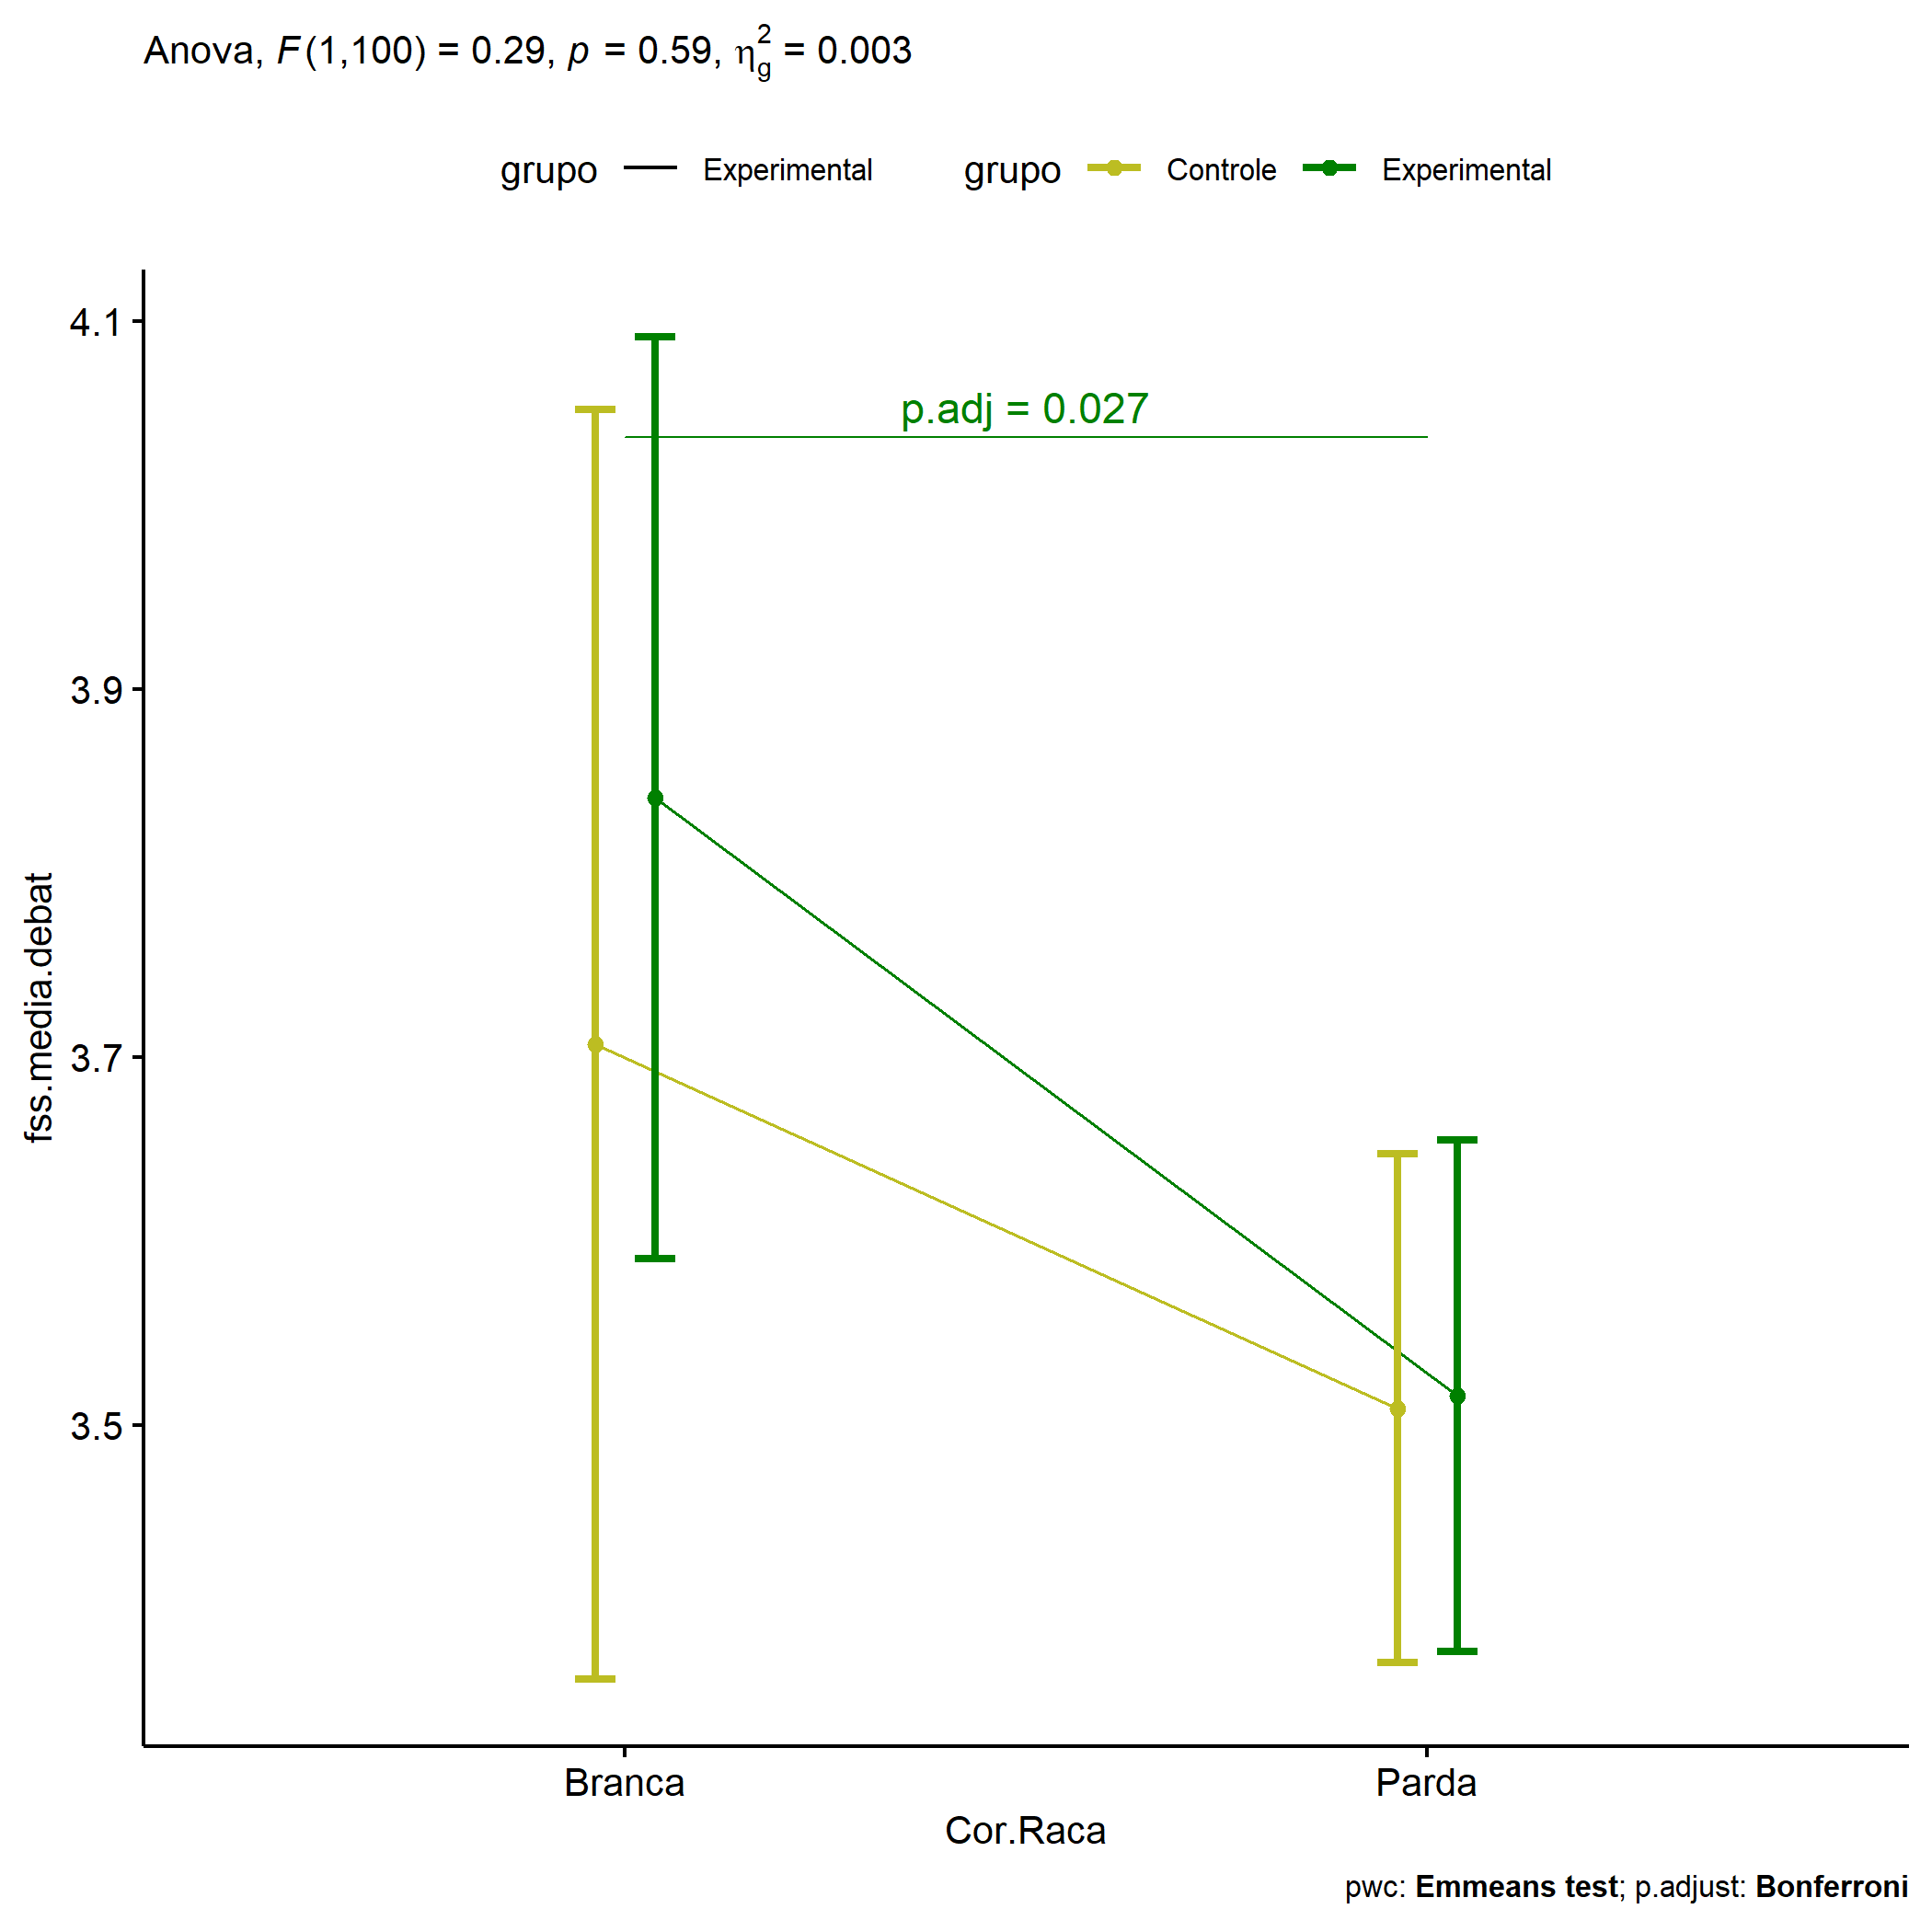 Anova, F(1,100) = 0.29, p = 0.59, η²g = 0.003
grupo Experimental grupo Controle Experimental
4.1
p.adj = 0.027
3.9
fss.media.debat
3.7
3.5
Branca Parda
Cor.Raca
pwc: Emmeans test; p.adjust: Bonferroni